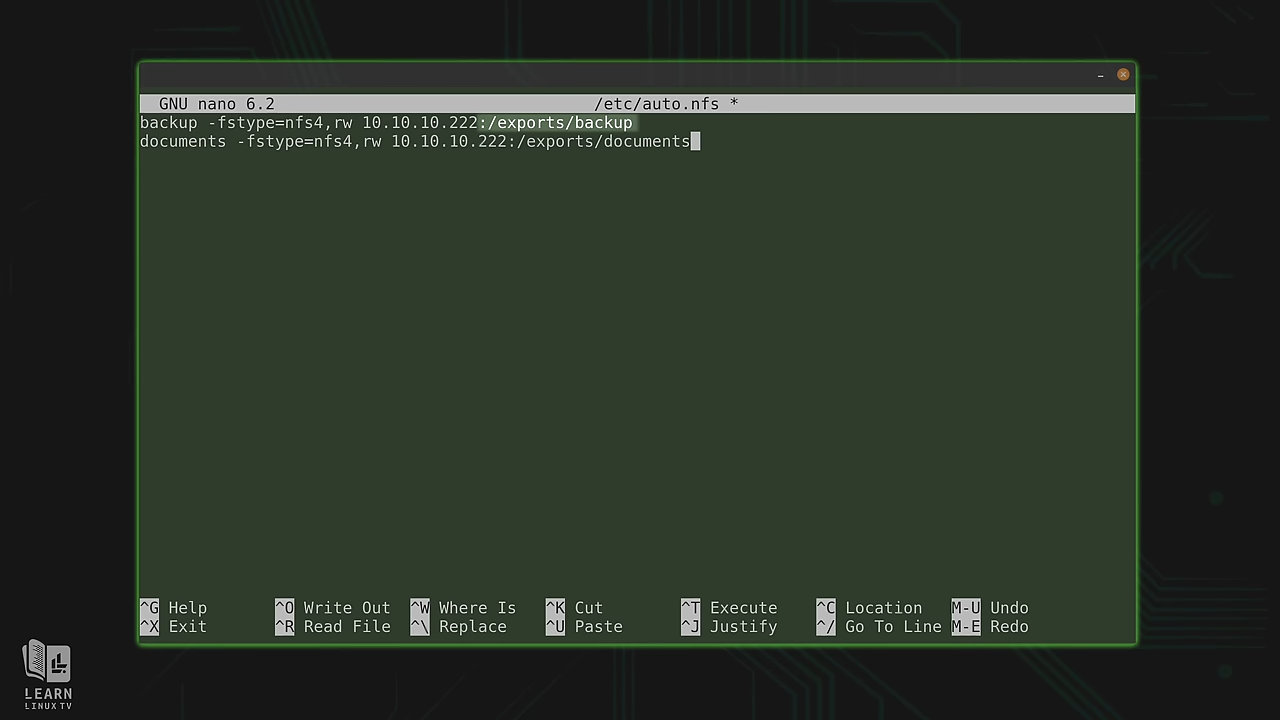 GNU nano 6.2 /etc/auto.nfs *
backup -fstype=nfs4,rw 10.10.10.222:/exports/backup
documents -fstype=nfs4,rw 10.10.10.222:/exports/documents
^G Help ^O Write Out ^W Where Is ^K Cut ^T Execute ^C Location M-U Undo
^X Exit ^R Read File ^\ Replace ^U Paste ^J Justify ^/ Go To Line M-E Redo
LEARN
LINUX TV